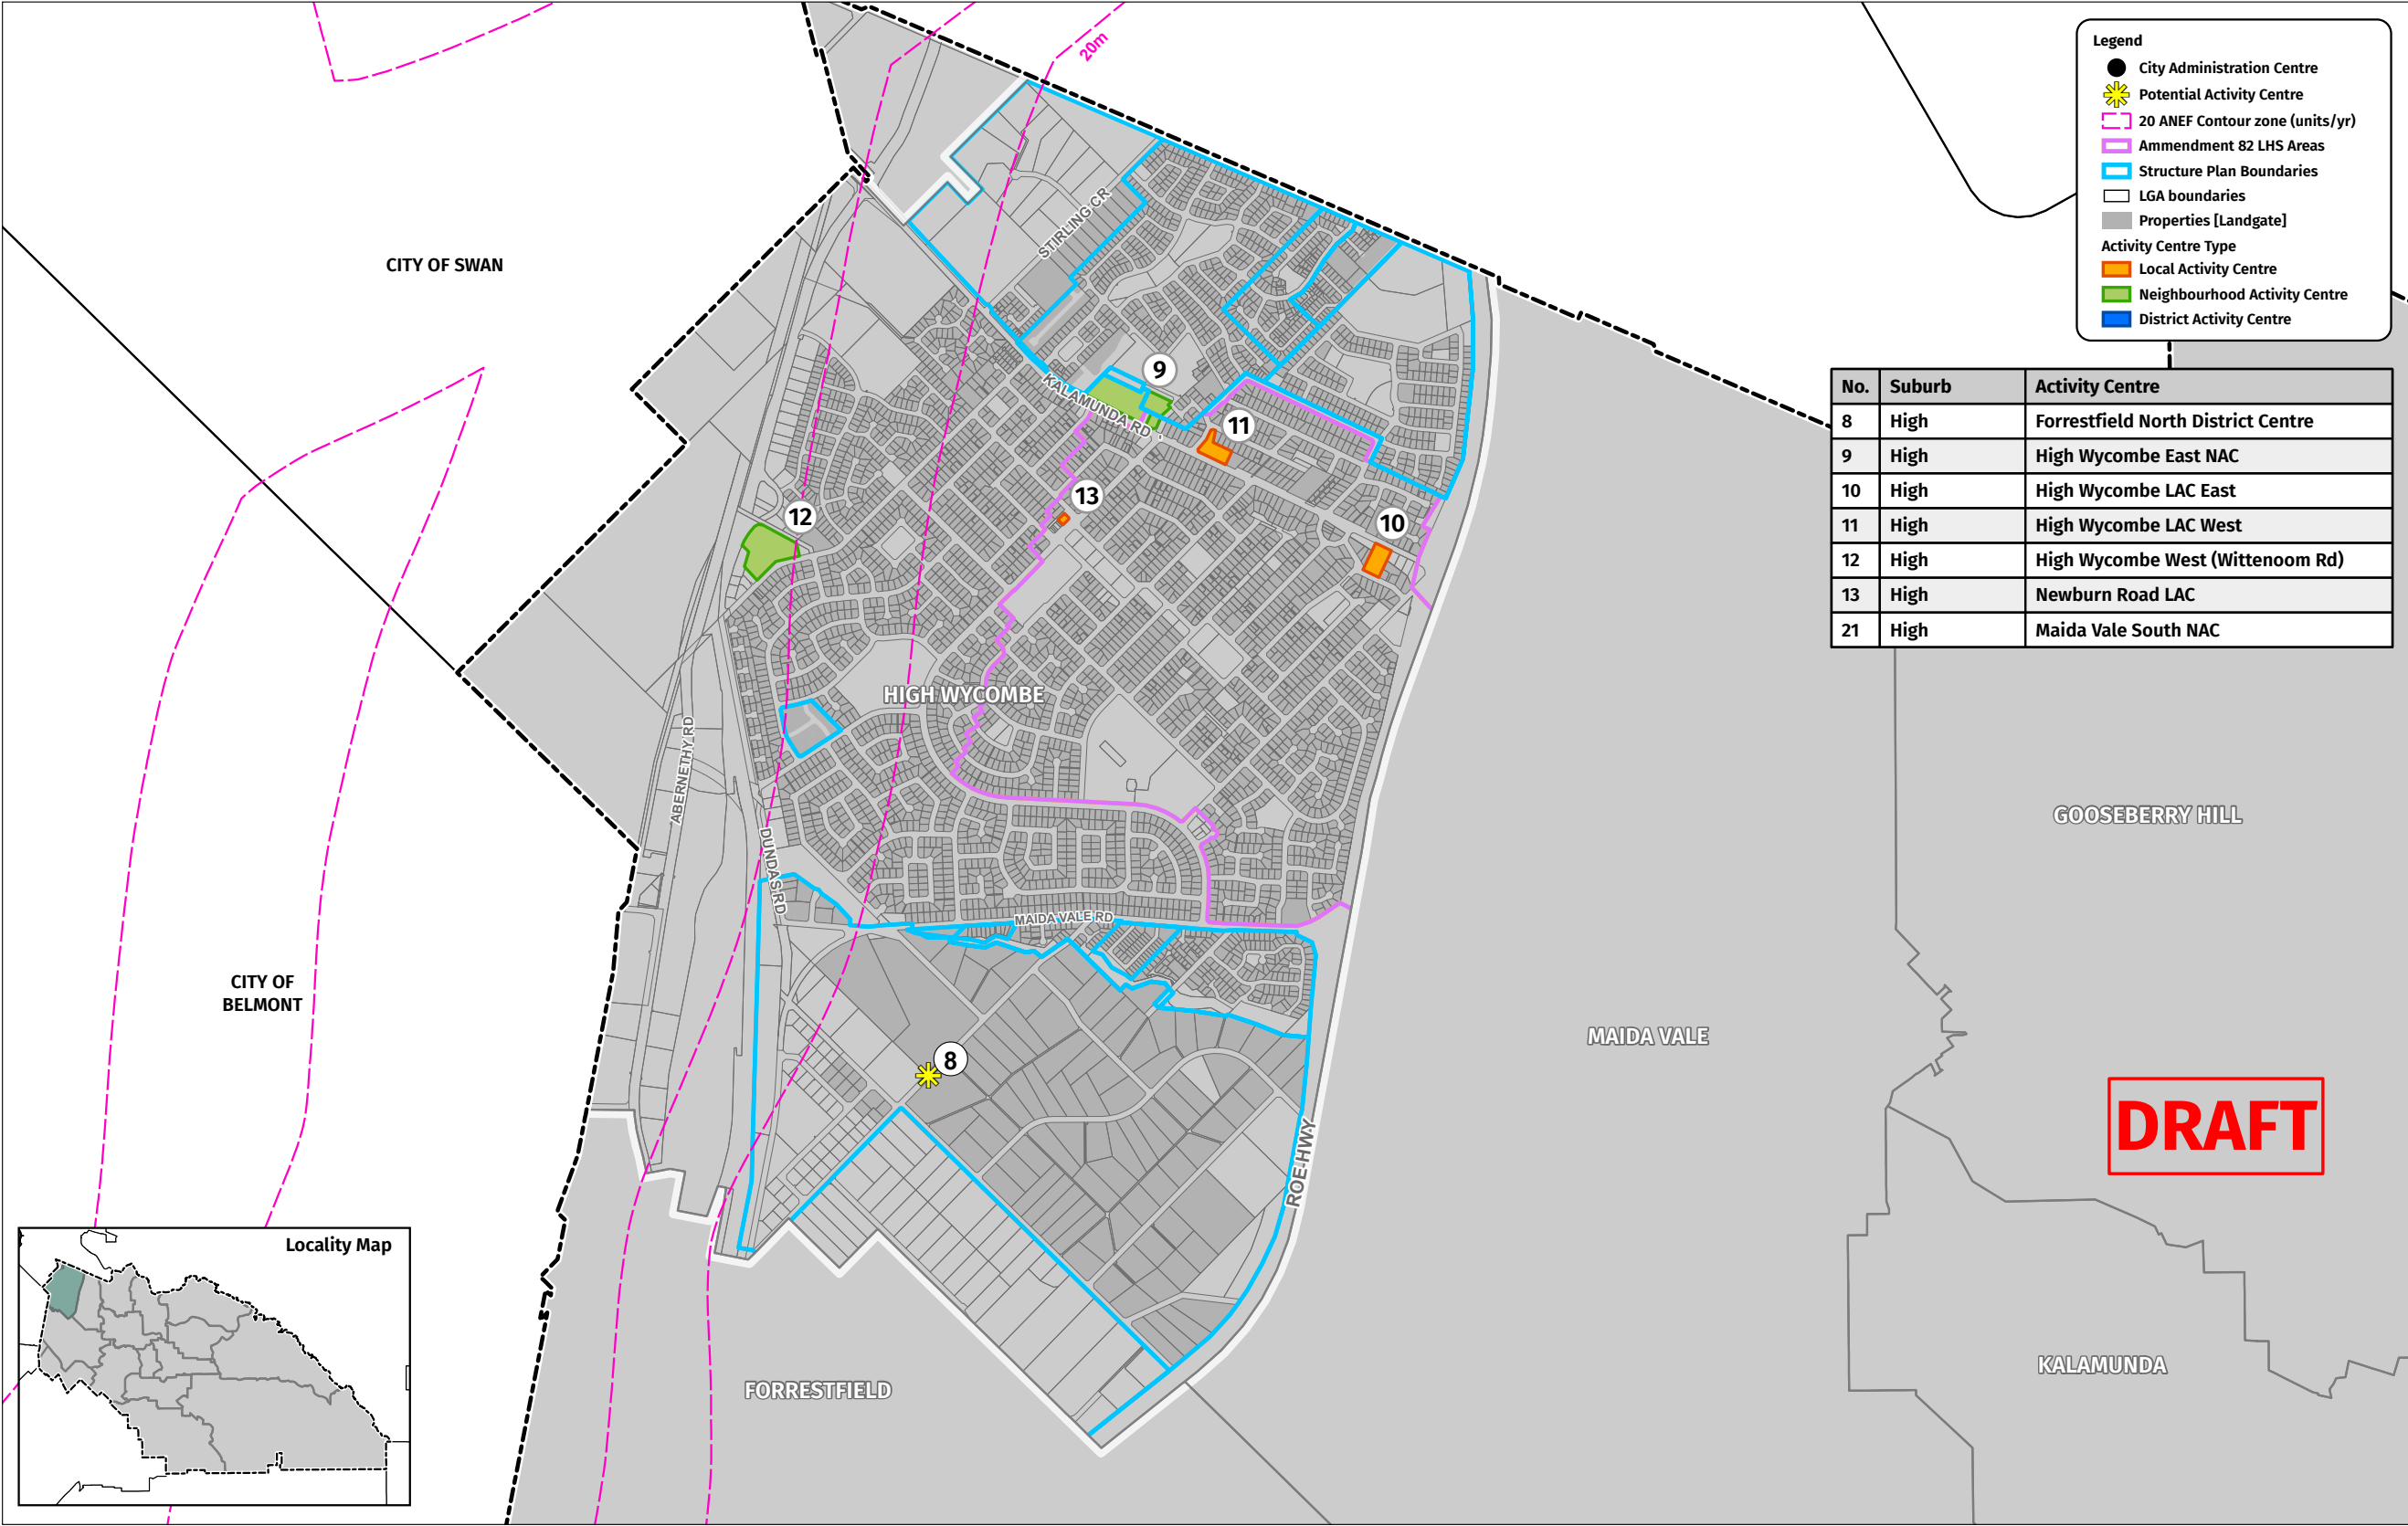 20m
Legend
City Administration Centre
Potential Activity Centre
20 ANEF Contour zone (units/yr)
Ammendment 82 LHS Areas
Structure Plan Boundaries
LGA boundaries
Properties [Landgate]
Activity Centre Type
Local Activity Centre
Neighbourhood Activity Centre
District Activity Centre
CITY OF SWAN
STIRLING CR
9
KALAMUNDA RD
11
13
12
10
No. Suburb Activity Centre
8 High Forrestfield North District Centre
9 High High Wycombe East NAC
10 High High Wycombe LAC East
11 High High Wycombe LAC West
12 High High Wycombe West (Wittenoom Rd)
13 High Newburn Road LAC
21 High Maida Vale South NAC
HIGH WYCOMBE
ABERNETHY RD
DUNDAS RD
GOOSEBERRY HILL
MAIDA VALE RD
CITY OF
BELMONT
MAIDA VALE
8
ROE HWY
DRAFT
Locality Map
FORRESTFIELD
KALAMUNDA